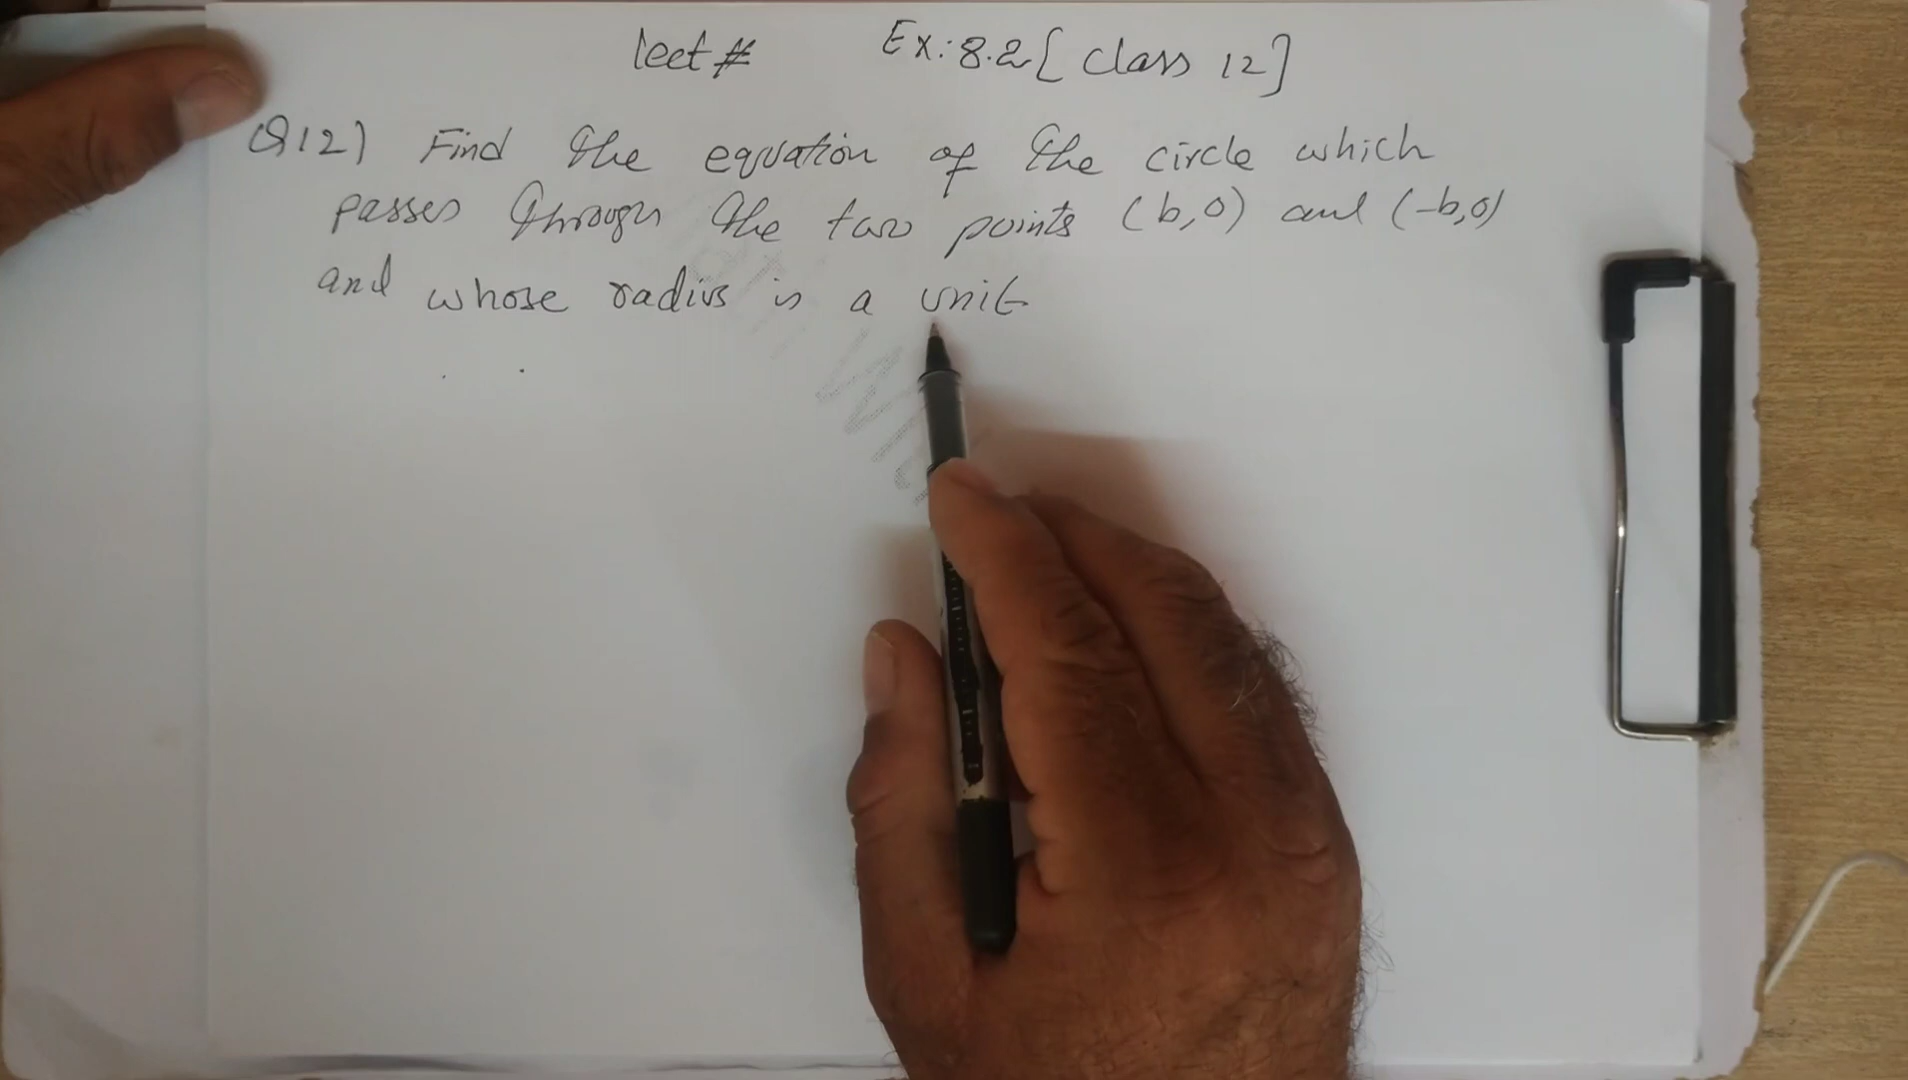 lect # Ex: 8.2 [ class 12 ]
Q12) Find the equation of the circle which
passes through the two points (b,0) and (-b,0)
and whose radius is a unit